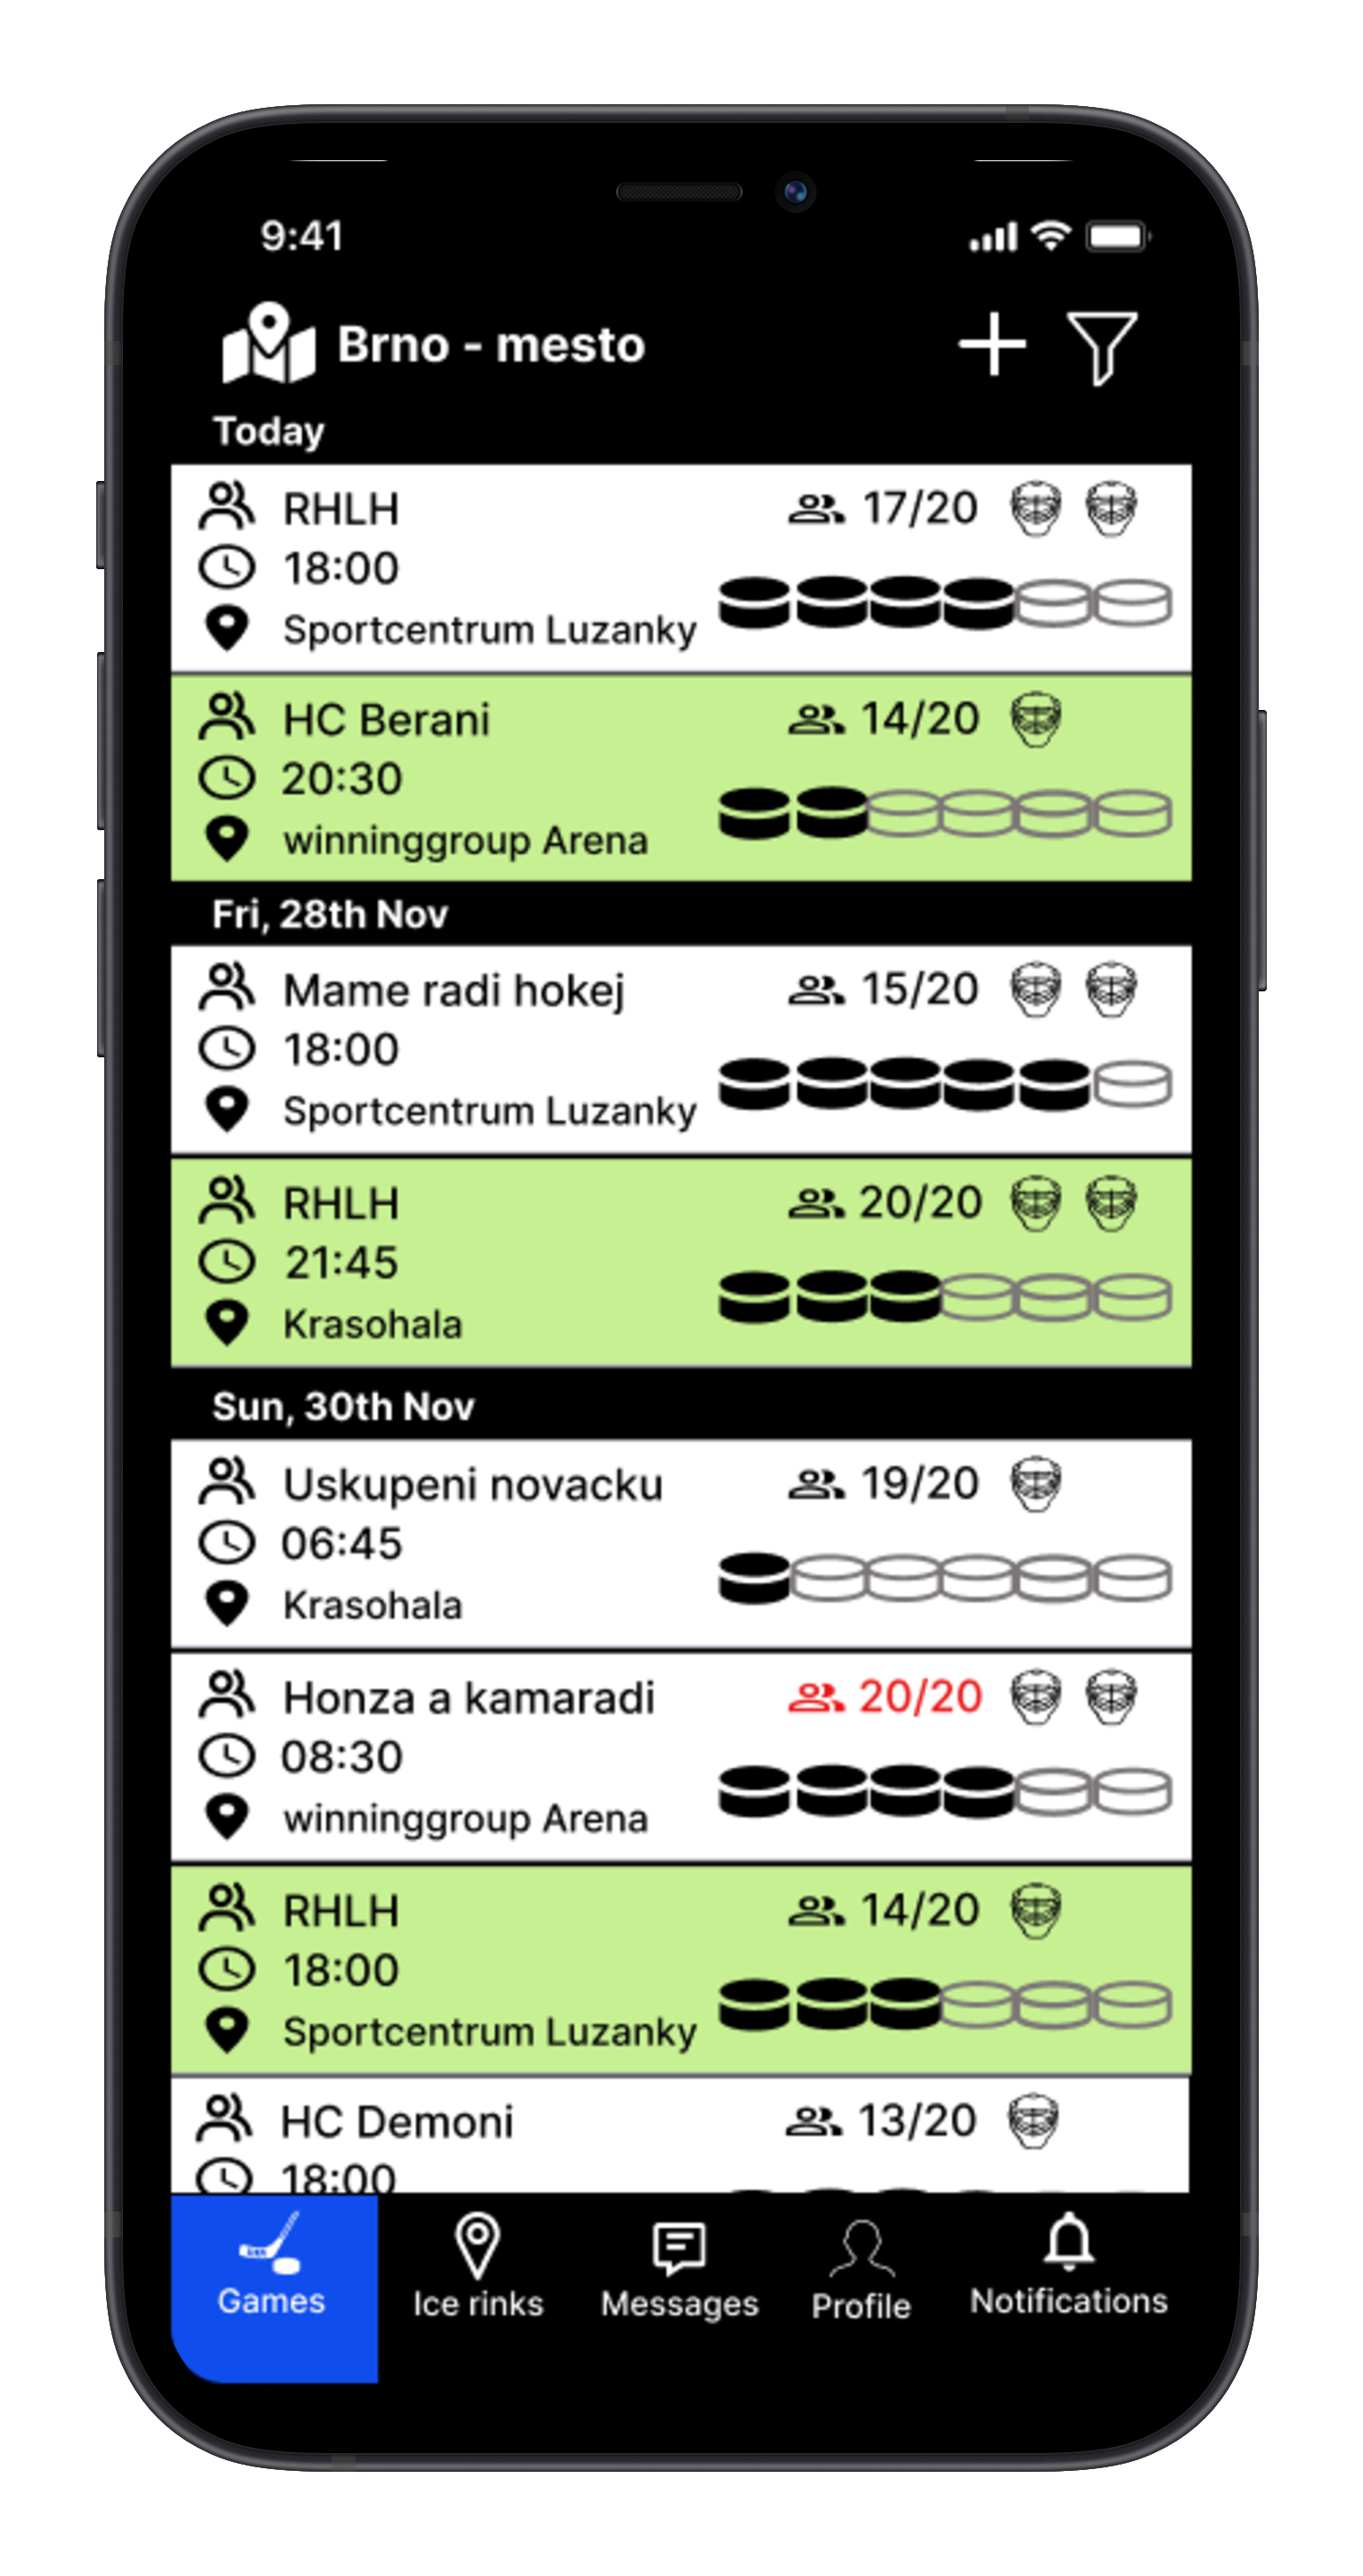 9:41
Brno - mesto
Today
RHLH 17/20
18:00
Sportcentrum Luzanky
HC Berani 14/20
20:30
winninggroup Arena
Fri, 28th Nov
Mame radi hokej 15/20
18:00
Sportcentrum Luzanky
RHLH 20/20
21:45
Krasohala
Sun, 30th Nov
Uskupeni novacku 19/20
06:45
Krasohala
Honza a kamaradi 20/20
08:30
winninggroup Arena
RHLH 14/20
18:00
Sportcentrum Luzanky
HC Demoni 13/20
18:00
Games Ice rinks Messages Profile Notifications